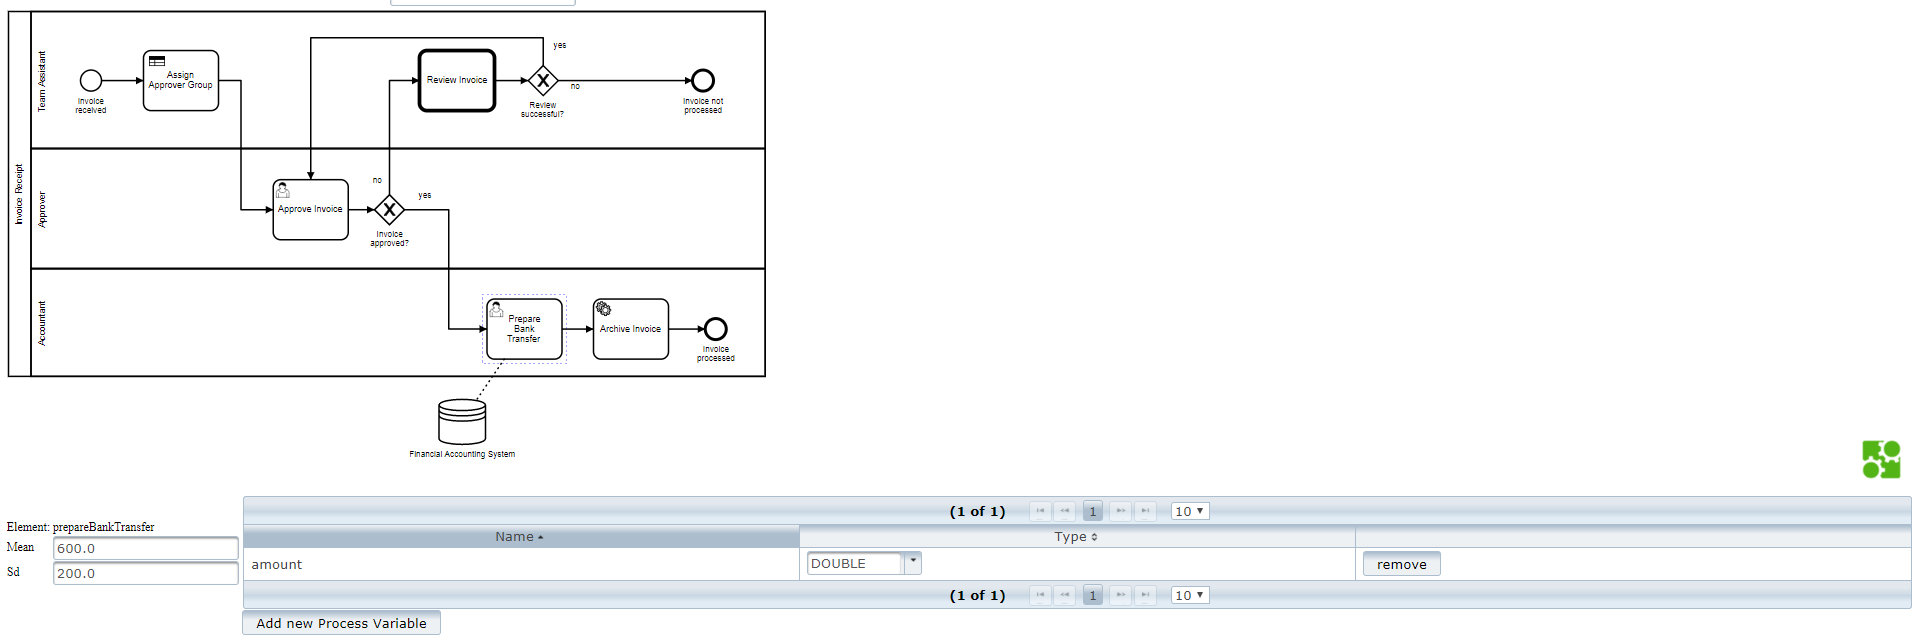 Invoice Receipt
Team Assistant
Invoice
received
Assign
Approver Group
Review Invoice
yes
no
Review
successful?
Invoice not
processed
Approver
Approve Invoice
no
yes
Invoice
approved?
Accountant
Prepare
Bank
Transfer
Archive Invoice
Invoice
processed
Financial Accounting System
Element: prepareBankTransfer
Mean 600.0
Sd 200.0
(1 of 1) 1 10
Name Type
amount DOUBLE remove
(1 of 1) 1 10
Add new Process Variable